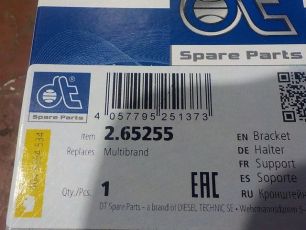 dt
Spare Parts
dt
Spare Parts
4 057795 251373
Item 2.65255
Replaces Multibrand
Qty./Pcs. 1
EAC
EN Bracket
DE Halter
FR Support
ES Soporte
RU Кронштейн
DT Spare Parts – a brand of DIESEL TECHNIC SE •